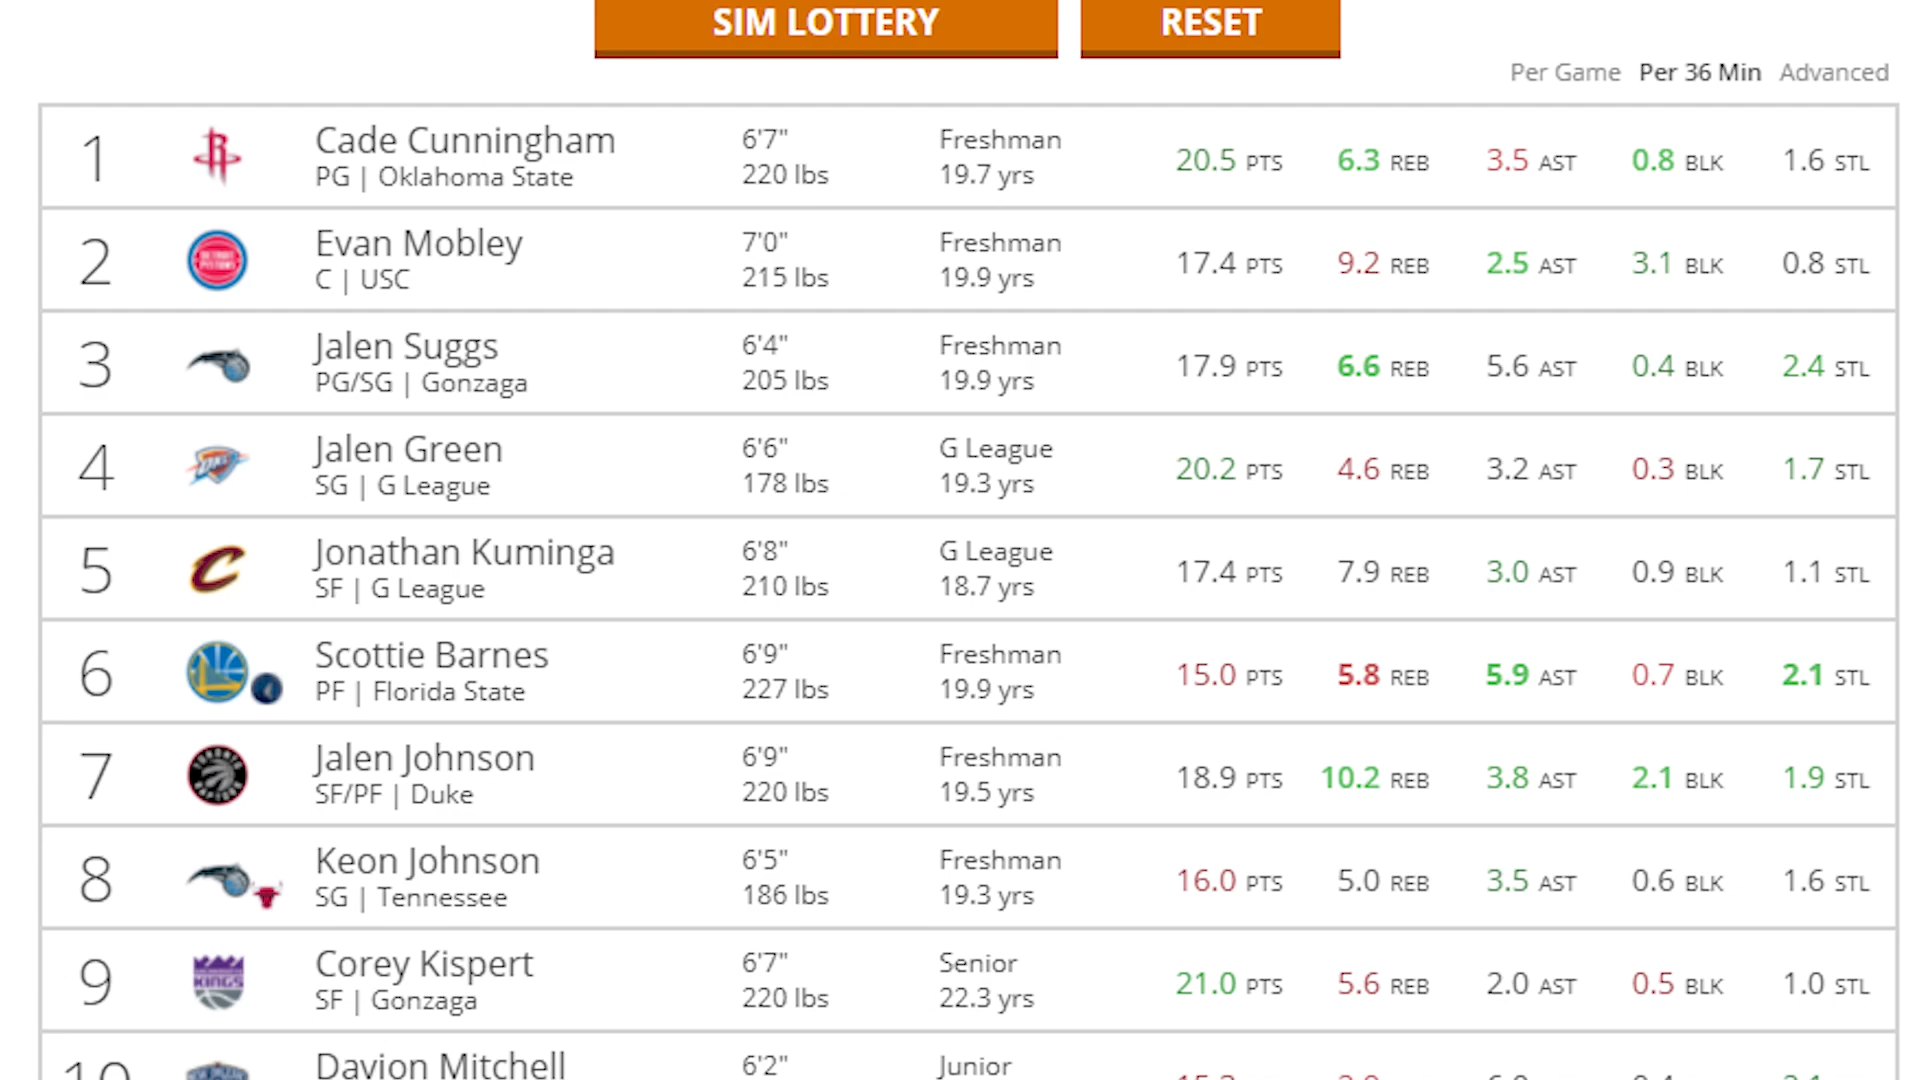 SIM LOTTERY RESET
Per Game Per 36 Min Advanced
1 Cade Cunningham 6'7" Freshman 20.5 PTS 6.3 REB 3.5 AST 0.8 BLK 1.6 STL
PG | Oklahoma State 220 lbs 19.7 yrs
2 Evan Mobley 7'0" Freshman 17.4 PTS 9.2 REB 2.5 AST 3.1 BLK 0.8 STL
C | USC 215 lbs 19.9 yrs
3 Jalen Suggs 6'4" Freshman 17.9 PTS 6.6 REB 5.6 AST 0.4 BLK 2.4 STL
PG/SG | Gonzaga 205 lbs 19.9 yrs
4 Jalen Green 6'6" G League 20.2 PTS 4.6 REB 3.2 AST 0.3 BLK 1.7 STL
SG | G League 178 lbs 19.3 yrs
5 Jonathan Kuminga 6'8" G League 17.4 PTS 7.9 REB 3.0 AST 0.9 BLK 1.1 STL
SF | G League 210 lbs 18.7 yrs
6 Scottie Barnes 6'9" Freshman 15.0 PTS 5.8 REB 5.9 AST 0.7 BLK 2.1 STL
PF | Florida State 227 lbs 19.9 yrs
7 Jalen Johnson 6'9" Freshman 18.9 PTS 10.2 REB 3.8 AST 2.1 BLK 1.9 STL
SF/PF | Duke 220 lbs 19.5 yrs
8 Keon Johnson 6'5" Freshman 16.0 PTS 5.0 REB 3.5 AST 0.6 BLK 1.6 STL
SG | Tennessee 186 lbs 19.3 yrs
9 Corey Kispert 6'7" Senior 21.0 PTS 5.6 REB 2.0 AST 0.5 BLK 1.0 STL
SF | Gonzaga 220 lbs 22.3 yrs
KINGS
10 Davion Mitchell 6'2" Junior